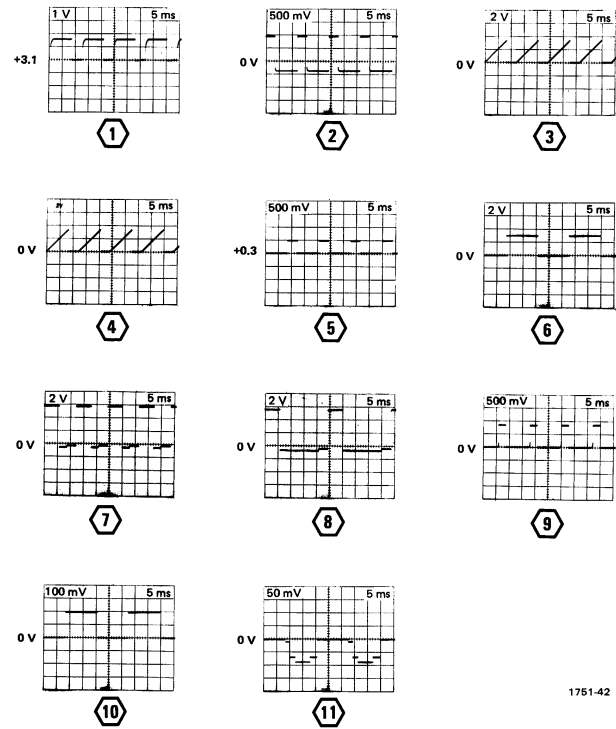 1 V 5 ms
+3.1
1
500 mV 5 ms
0 V
2
2 V 5 ms
0 V
3
5 ms
0 V
4
500 mV 5 ms
+0.3
5
2 V 5 ms
0 V
6
2 V 5 ms
0 V
7
2 V 5 ms
0 V
8
500 mV 5 ms
0 V
9
100 mV 5 ms
0 V
10
50 mV 5 ms
0 V
11
1751-42